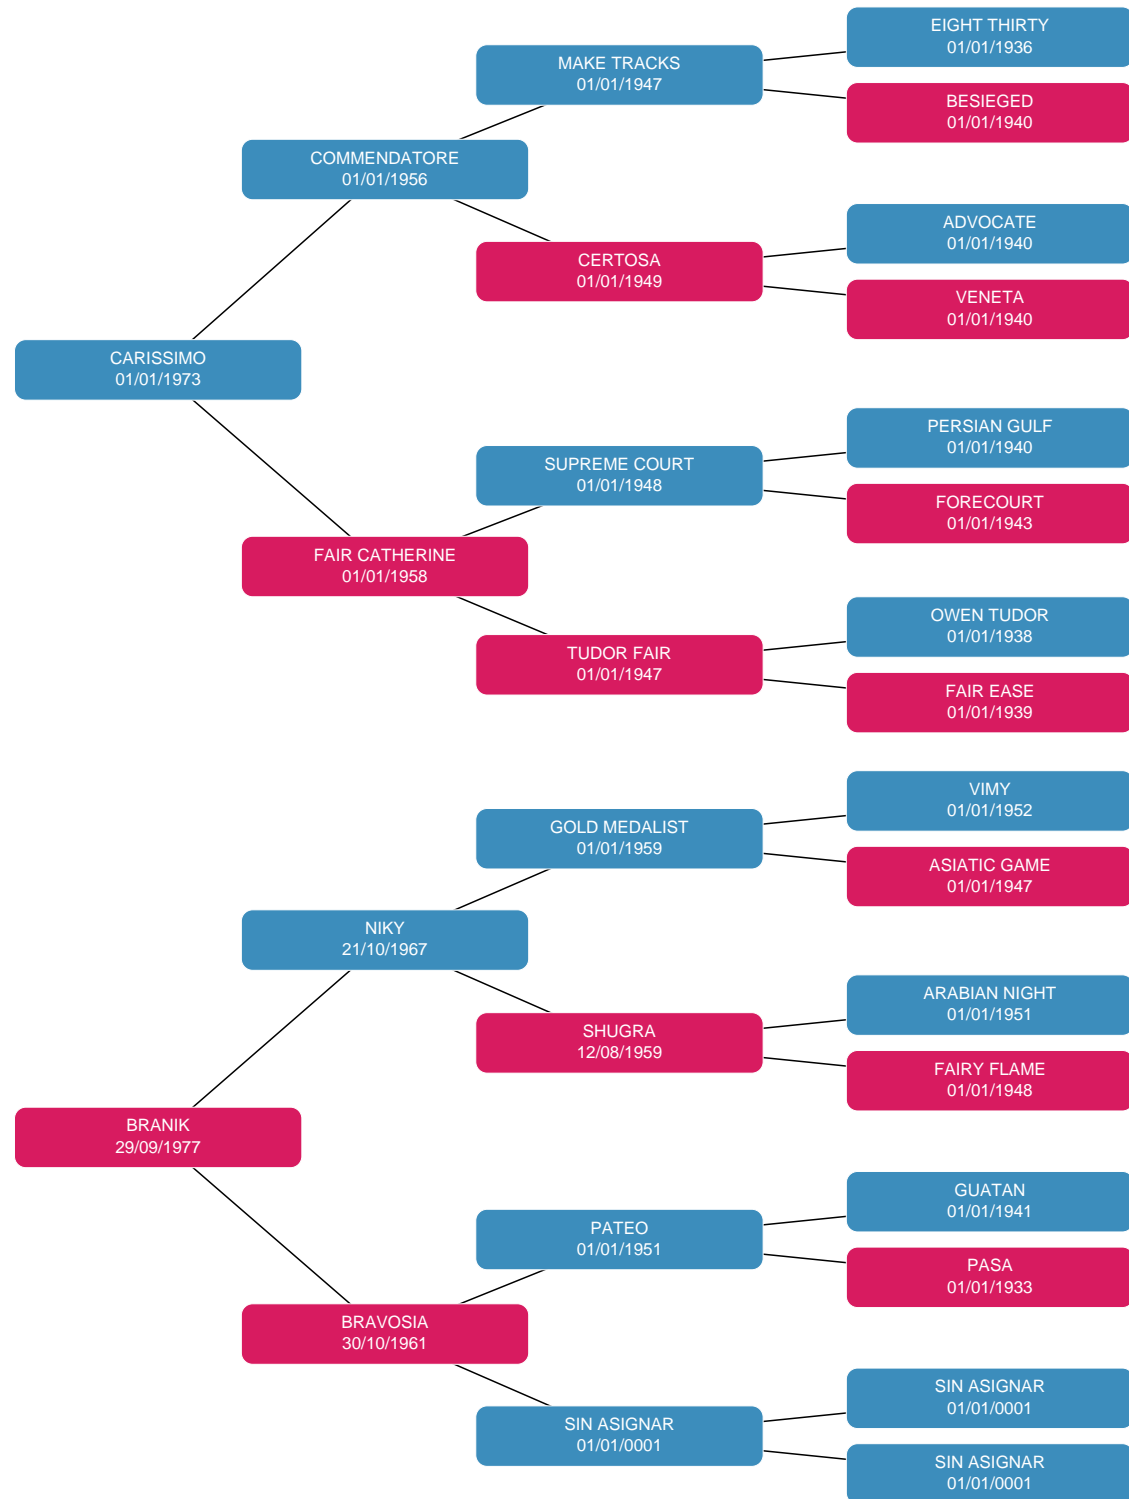 EIGHT THIRTY
01/01/1936
MAKE TRACKS
01/01/1947
BESIEGED
01/01/1940
COMMENDATORE
01/01/1956
ADVOCATE
01/01/1940
CERTOSA
01/01/1949
VENETA
01/01/1940
CARISSIMO
01/01/1973
PERSIAN GULF
01/01/1940
SUPREME COURT
01/01/1948
FORECOURT
01/01/1943
FAIR CATHERINE
01/01/1958
OWEN TUDOR
01/01/1938
TUDOR FAIR
01/01/1947
FAIR EASE
01/01/1939
VIMY
01/01/1952
GOLD MEDALIST
01/01/1959
ASIATIC GAME
01/01/1947
NIKY
21/10/1967
ARABIAN NIGHT
01/01/1951
SHUGRA
12/08/1959
FAIRY FLAME
01/01/1948
BRANIK
29/09/1977
GUATAN
01/01/1941
PATEO
01/01/1951
PASA
01/01/1933
BRAVOSIA
30/10/1961
SIN ASIGNAR
01/01/0001
SIN ASIGNAR
01/01/0001
SIN ASIGNAR
01/01/0001